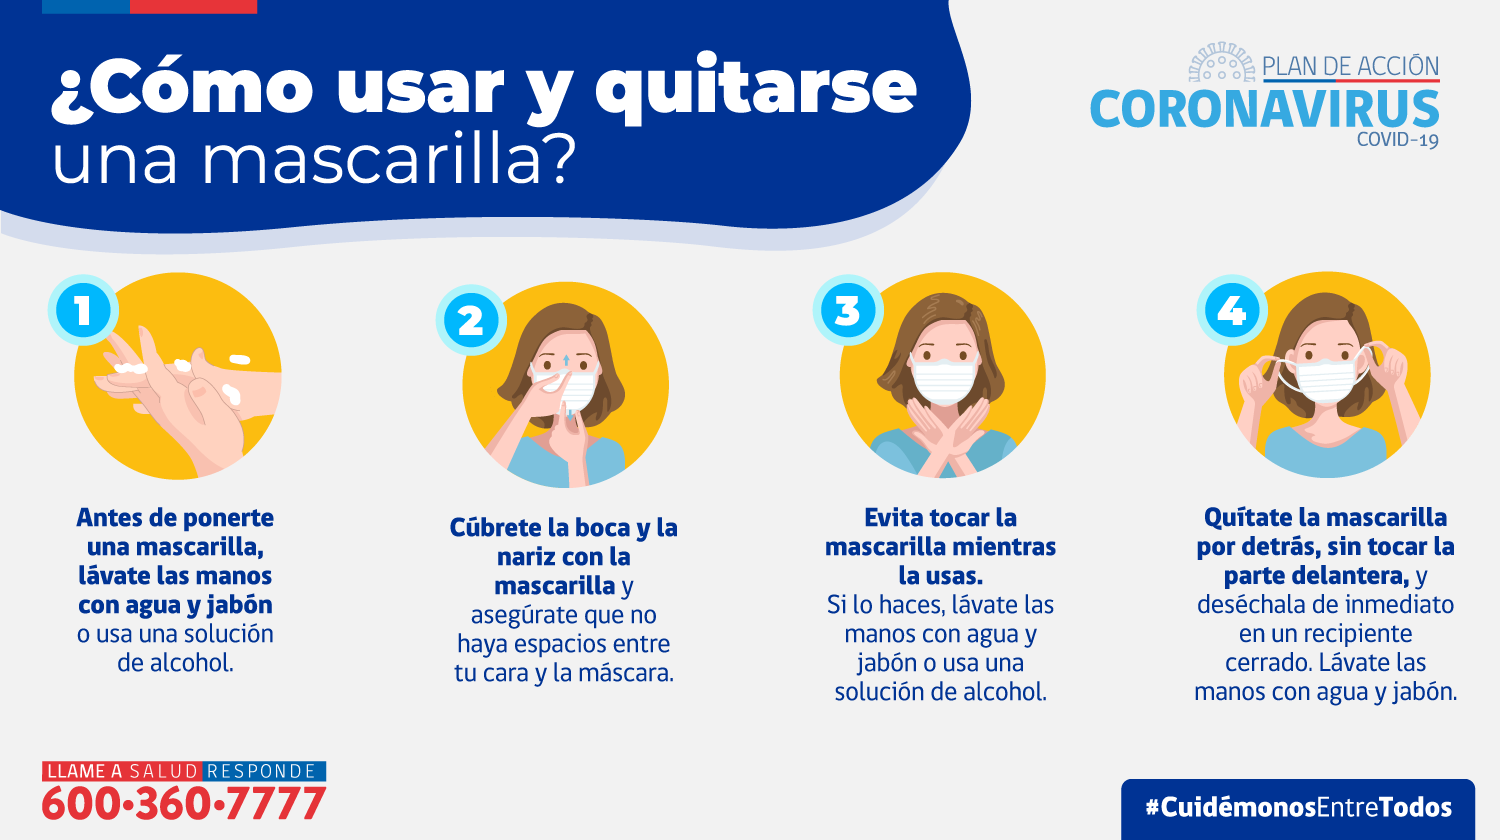 ¿Cómo usar y quitarse
una mascarilla?
PLAN DE ACCIÓN
CORONAVIRUS
COVID-19
1
Antes de ponerte
una mascarilla,
lávate las manos
con agua y jabón
o usa una solución
de alcohol.
2
Cúbrete la boca y la
nariz con la
mascarilla y
asegúrate que no
haya espacios entre
tu cara y la máscara.
3
Evita tocar la
mascarilla mientras
la usas.
Si lo haces, lávate las
manos con agua y
jabón o usa una
solución de alcohol.
4
Quítate la mascarilla
por detrás, sin tocar la
parte delantera, y
deséchala de inmediato
en un recipiente
cerrado. Lávate las
manos con agua y jabón.
LLAME A SALUD RESPONDE
600·360·7777
#CuidémonosEntreTodos